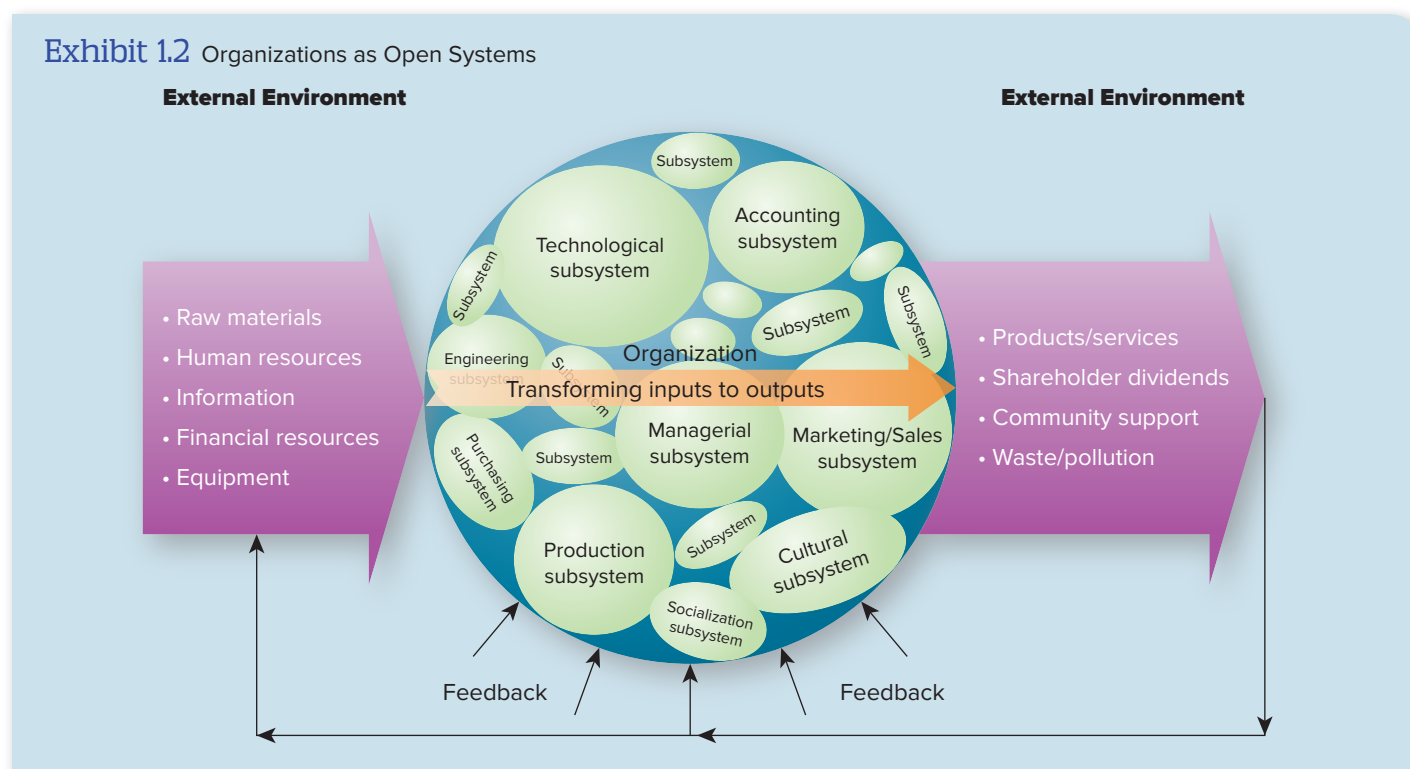 Exhibit 1.2 Organizations as Open Systems
External Environment
External Environment
• Raw materials
• Human resources
• Information
• Financial resources
• Equipment
Subsystem
Technological
subsystem
Accounting
subsystem
Subsystem
Subsystem
Subsystem
Engineering
subsystem
Subsystem
Organization
Transforming inputs to outputs
Purchasing
subsystem
Subsystem
Managerial
subsystem
Marketing/Sales
subsystem
Production
subsystem
Subsystem
Cultural
subsystem
Socialization
subsystem
• Products/services
• Shareholder dividends
• Community support
• Waste/pollution
Feedback
Feedback